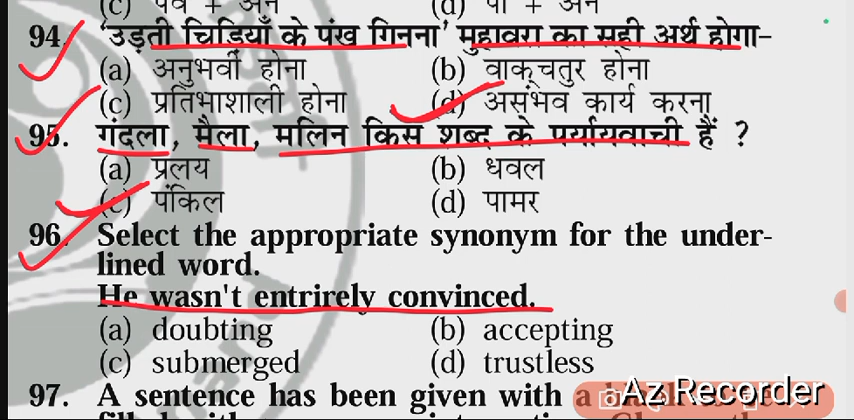 94. 'उड़ती चिड़ियाँ के पंख गिनना' मुहावरा का सही अर्थ होगा-
(a) अनुभवी होना (b) वाक्चतुर होना
(c) प्रतिभाशाली होना (d) असंभव कार्य करना
95. गंदला, मैला, मलिन किस शब्द के पर्यायवाची हैं ?
(a) प्रलय (b) धवल
(c) पंकिल (d) पामर
96. Select the appropriate synonym for the under-
lined word.
He wasn't entrirely convinced.
(a) doubting (b) accepting
(c) submerged (d) trustless
97. A sentence has been given with a
Az Recorder